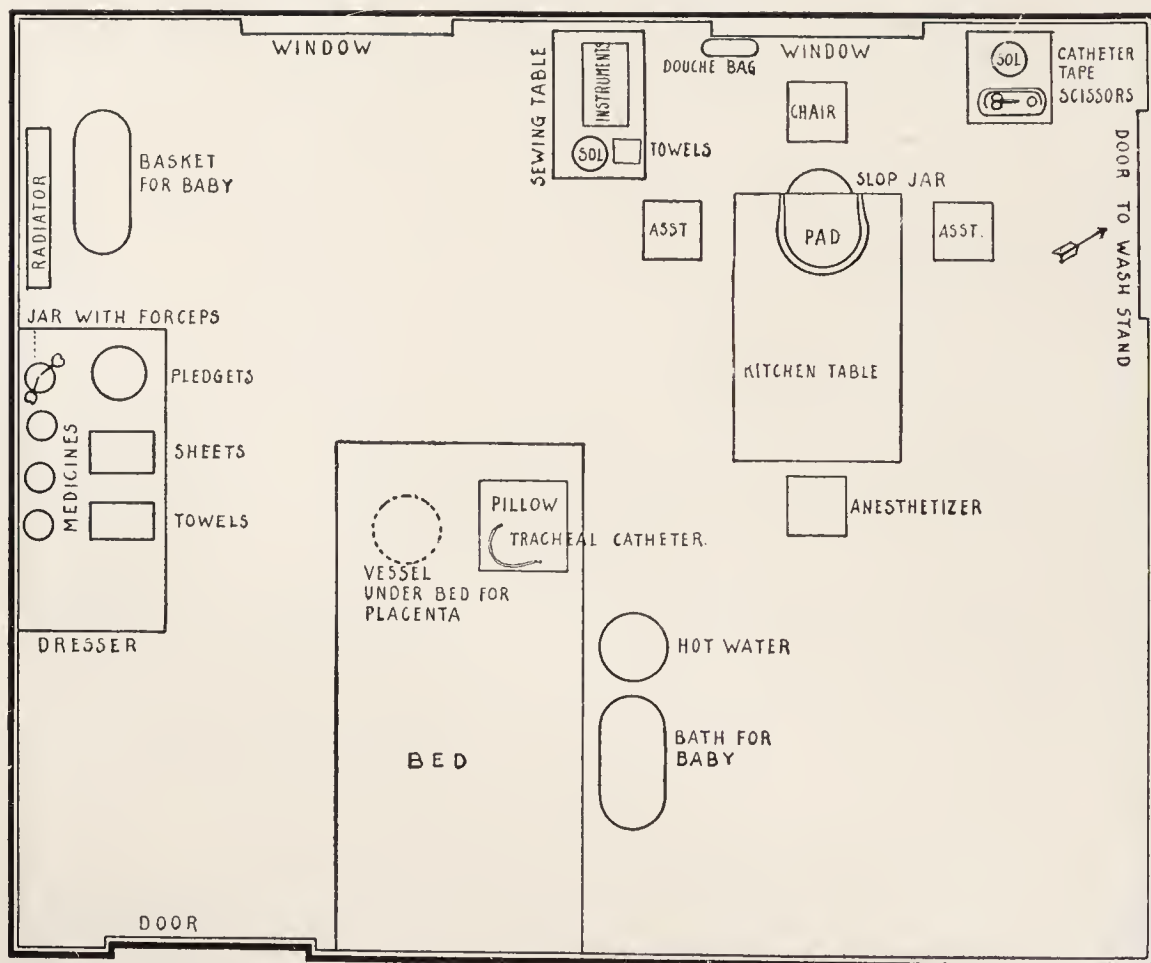 WINDOW
SEWING TABLE
INSTRUMENTS
SOL
TOWELS
DOUCHE BAG
WINDOW
CHAIR
SOL
CATHETER
TAPE
SCISSORS
DOOR TO WASH STAND
BASKET
FOR BABY
RADIATOR
SLOP JAR
ASST
PAD
ASST.
JAR WITH FORCEPS
PLEDGETS
KITCHEN TABLE
MEDICINES
SHEETS
TOWELS
PILLOW
TRACHEAL CATHETER.
ANESTHETIZER
VESSEL
UNDER BED FOR
PLACENTA
DRESSER
HOT WATER
BED
BATH FOR
BABY
DOOR